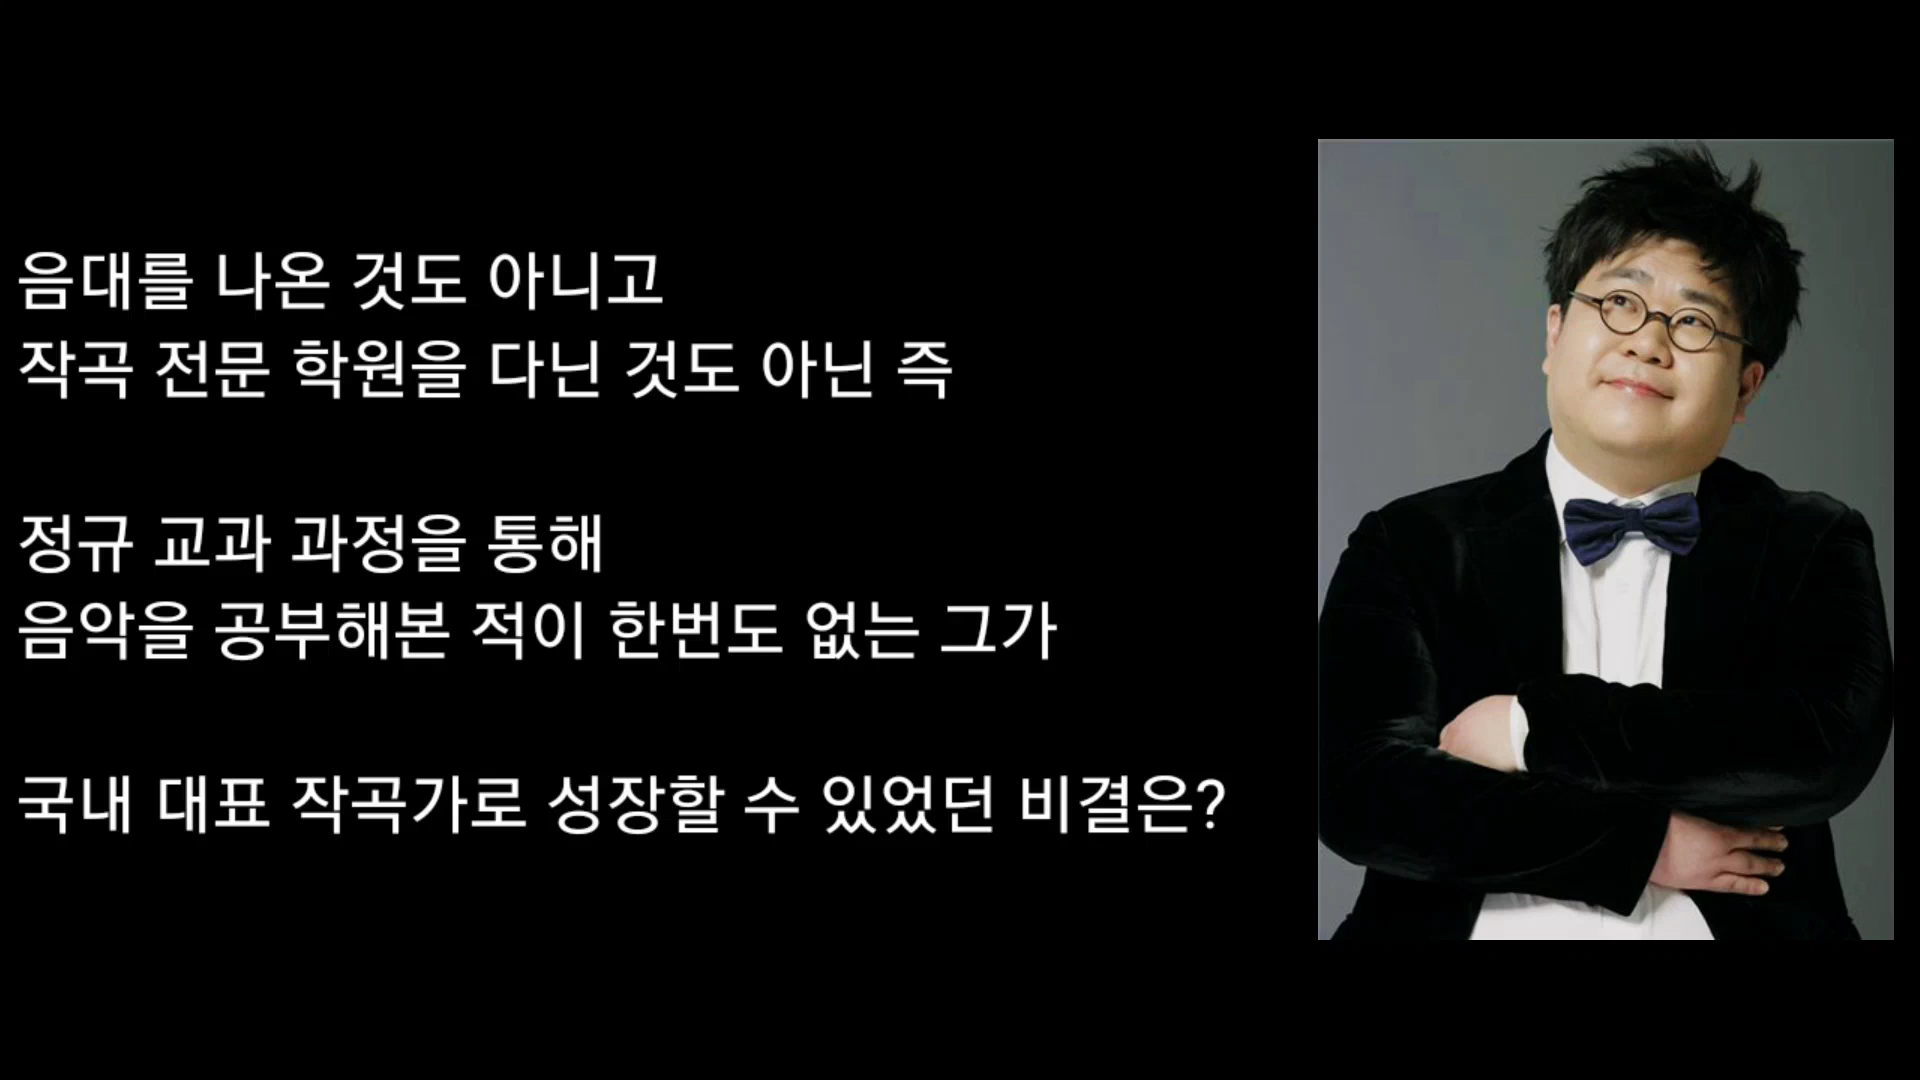 음대를 나온 것도 아니고
작곡 전문 학원을 다닌 것도 아닌 즉
정규 교과 과정을 통해
음악을 공부해본 적이 한번도 없는 그가
국내 대표 작곡가로 성장할 수 있었던 비결은?